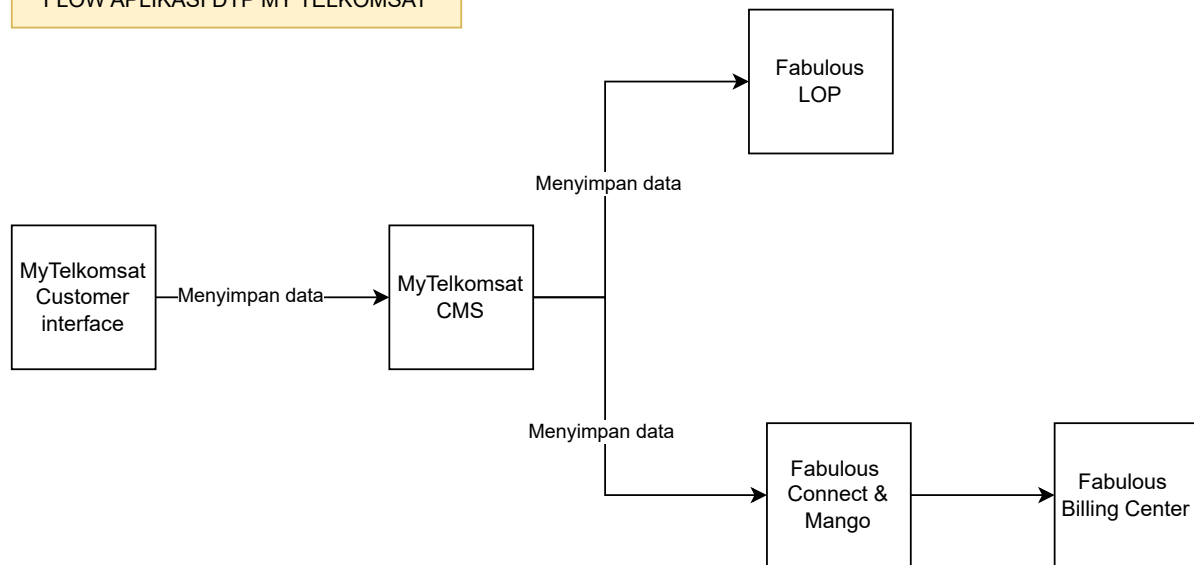 FLOW APLIKASI DTP MY TELKOMSAT
Fabulous
LOP
Menyimpan data
MyTelkomsat
Customer
interface
Menyimpan data
MyTelkomsat
CMS
Menyimpan data
Fabulous
Connect &
Mango
Fabulous
Billing Center